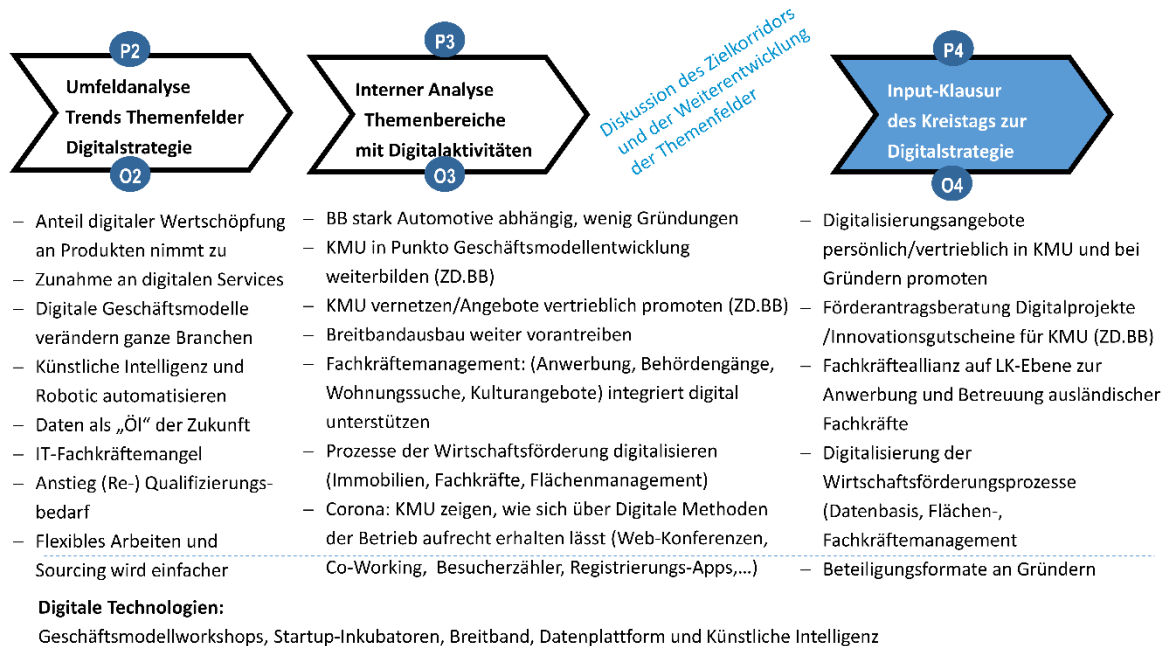 P2
Umfeldanalyse
Trends Themenfelder
Digitalstrategie
O2
– Anteil digitaler Wertschöpfung
an Produkten nimmt zu
– Zunahme an digitalen Services
– Digitale Geschäftsmodelle
verändern ganze Branchen
– Künstliche Intelligenz und
Robotic automatisieren
– Daten als „Öl“ der Zukunft
– IT-Fachkräftemangel
– Anstieg (Re-) Qualifizierungs-
bedarf
– Flexibles Arbeiten und
Sourcing wird einfacher
P3
Interner Analyse
Themenbereiche
mit Digitalaktivitäten
O3
– BB stark Automotive abhängig, wenig Gründungen
– KMU in Punkto Geschäftsmodellentwicklung
weiterbilden (ZD.BB)
– KMU vernetzen/Angebote vertrieblich promoten (ZD.BB)
– Breitbandausbau weiter vorantreiben
– Fachkräftemanagement: (Anwerbung, Behördengänge,
Wohnungssuche, Kulturangebote) integriert digital
unterstützen
– Prozesse der Wirtschaftsförderung digitalisieren
(Immobilien, Fachkräfte, Flächenmanagement)
– Corona: KMU zeigen, wie sich über Digitale Methoden
der Betrieb aufrecht erhalten lässt (Web-Konferenzen,
Co-Working, Besucherzähler, Registrierungs-Apps,...)
Diskussion des Zielkorridors
und der Weiterentwicklung
der Themenfelder
P4
Input-Klausur
des Kreistags zur
Digitalstrategie
O4
– Digitalisierungsangebote
persönlich/vertrieblich in KMU und bei
Gründern promoten
– Förderantragsberatung Digitalprojekte
/Innovationsgutscheine für KMU (ZD.BB)
– Fachkräfteallianz auf LK-Ebene zur
Anwerbung und Betreuung ausländischer
Fachkräfte
– Digitalisierung der
Wirtschaftsförderungsprozesse
(Datenbasis, Flächen-,
Fachkräftemanagement
– Beteiligungsformate an Gründern
Digitale Technologien:
Geschäftsmodellworkshops, Startup-Inkubatoren, Breitband, Datenplattform und Künstliche Intelligenz